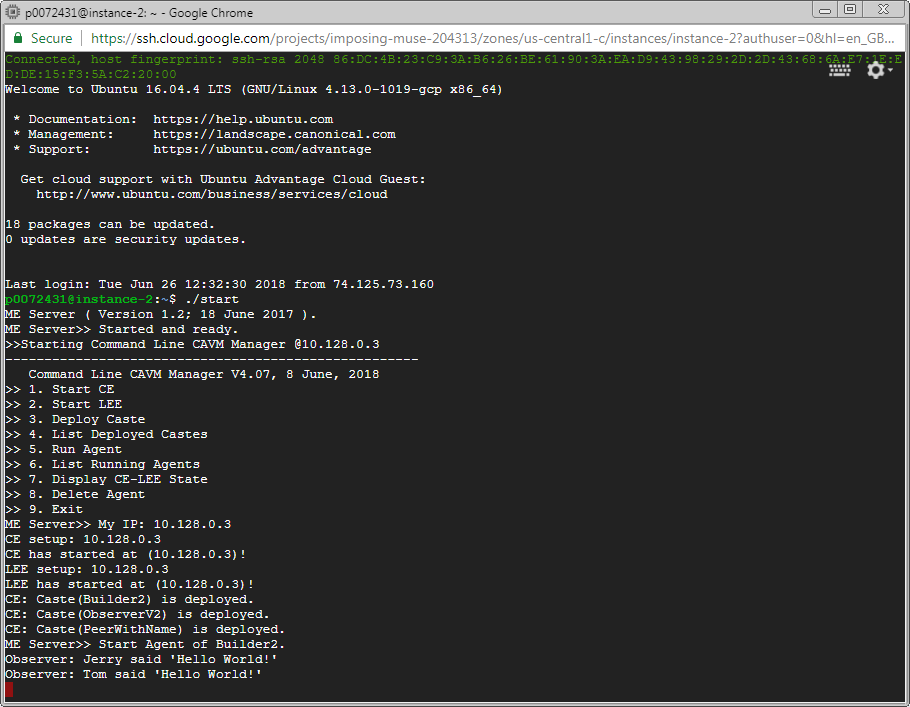 p0072431@instance-2: ~ - Google Chrome
Secure https://ssh.cloud.google.com/projects/imposing-muse-204313/zones/us-central1-c/instances/instance-2?authuser=0&hl=en_GB...
Connected, host fingerprint: ssh-rsa 2048 86:DC:4B:23:C9:3A:B6:26:BE:61:90:3A:EA:D9:43:98:29:2D:2D:43:68:6A:E7:1E:E
D:DE:15:F3:5A:C2:20:00
Welcome to Ubuntu 16.04.4 LTS (GNU/Linux 4.13.0-1019-gcp x86_64)
* Documentation: https://help.ubuntu.com
* Management: https://landscape.canonical.com
* Support: https://ubuntu.com/advantage
Get cloud support with Ubuntu Advantage Cloud Guest:
http://www.ubuntu.com/business/services/cloud
18 packages can be updated.
0 updates are security updates.
Last login: Tue Jun 26 12:32:30 2018 from 74.125.73.160
p0072431@instance-2:~$ ./start
ME Server ( Version 1.2; 18 June 2017 ).
ME Server>> Started and ready.
>>Starting Command Line CAVM Manager @10.128.0.3
-----------------------------------------------------
Command Line CAVM Manager V4.07, 8 June, 2018
>> 1. Start CE
>> 2. Start LEE
>> 3. Deploy Caste
>> 4. List Deployed Castes
>> 5. Run Agent
>> 6. List Running Agents
>> 7. Display CE-LEE State
>> 8. Delete Agent
>> 9. Exit
ME Server>> My IP: 10.128.0.3
CE setup: 10.128.0.3
CE has started at (10.128.0.3)!
LEE setup: 10.128.0.3
LEE has started at (10.128.0.3)!
CE: Caste(Builder2) is deployed.
CE: Caste(ObserverV2) is deployed.
CE: Caste(PeerWithName) is deployed.
ME Server>> Start Agent of Builder2.
Observer: Jerry said 'Hello World!'
Observer: Tom said 'Hello World!'